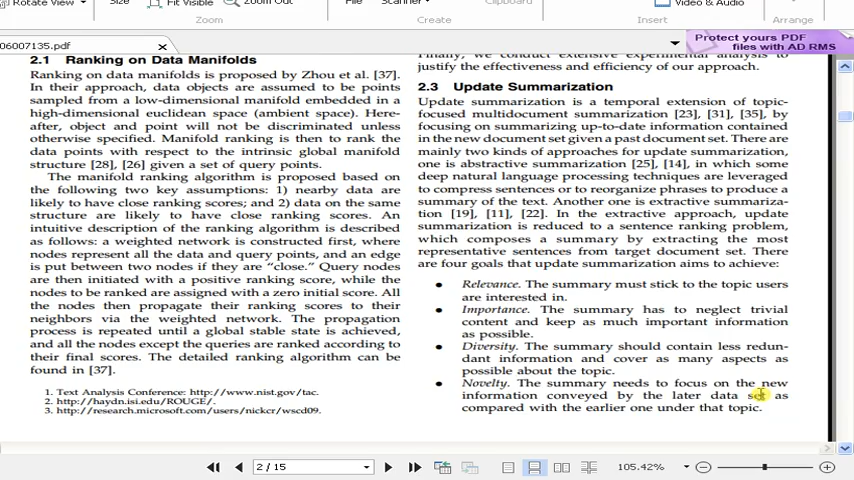 Rotate View
Size
Fit Visible
Zoom Out
File
Scanner
Clipboard
Video & Audio
Zoom
Create
Insert
Arrange
06007135.pdf
Protect yours PDF
files with AD RMS
2.1 Ranking on Data Manifolds
Ranking on data manifolds is proposed by Zhou et al. [37].
In their approach, data objects are assumed to be points
sampled from a low-dimensional manifold embedded in a
high-dimensional euclidean space (ambient space). Here-
after, object and point will not be discriminated unless
otherwise specified. Manifold ranking is then to rank the
data points with respect to the intrinsic global manifold
structure [28], [26] given a set of query points.
The manifold ranking algorithm is proposed based on
the following two key assumptions: 1) nearby data are
likely to have close ranking scores; and 2) data on the same
structure are likely to have close ranking scores. An
intuitive description of the ranking algorithm is described
as follows: a weighted network is constructed first, where
nodes represent all the data and query points, and an edge
is put between two nodes if they are “close.” Query nodes
are then initiated with a positive ranking score, while the
nodes to be ranked are assigned with a zero initial score. All
the nodes then propagate their ranking scores to their
neighbors via the weighted network. The propagation
process is repeated until a global stable state is achieved,
and all the nodes except the queries are ranked according to
their final scores. The detailed ranking algorithm can be
found in [37].
1. Text Analysis Conference: http://www.nist.gov/tac.
2. http://haydn.isi.edu/ROUGE/.
3. http://research.microsoft.com/users/nickcr/wscd09.
Finally, we conduct extensive experimental analysis to
justify the effectiveness and efficiency of our approach.
2.3 Update Summarization
Update summarization is a temporal extension of topic-
focused multidocument summarization [23], [31], [35], by
focusing on summarizing up-to-date information contained
in the new document set given a past document set. There are
mainly two kinds of approaches for update summarization,
one is abstractive summarization [25], [14], in which some
deep natural language processing techniques are leveraged
to compress sentences or to reorganize phrases to produce a
summary of the text. Another one is extractive summariza-
tion [19], [11], [22]. In the extractive approach, update
summarization is reduced to a sentence ranking problem,
which composes a summary by extracting the most
representative sentences from target document set. There
are four goals that update summarization aims to achieve:
• Relevance. The summary must stick to the topic users
are interested in.
• Importance. The summary has to neglect trivial
content and keep as much important information
as possible.
• Diversity. The summary should contain less redun-
dant information and cover as many aspects as
possible about the topic.
• Novelty. The summary needs to focus on the new
information conveyed by the later data set as
compared with the earlier one under that topic.
2 / 15
105.42%